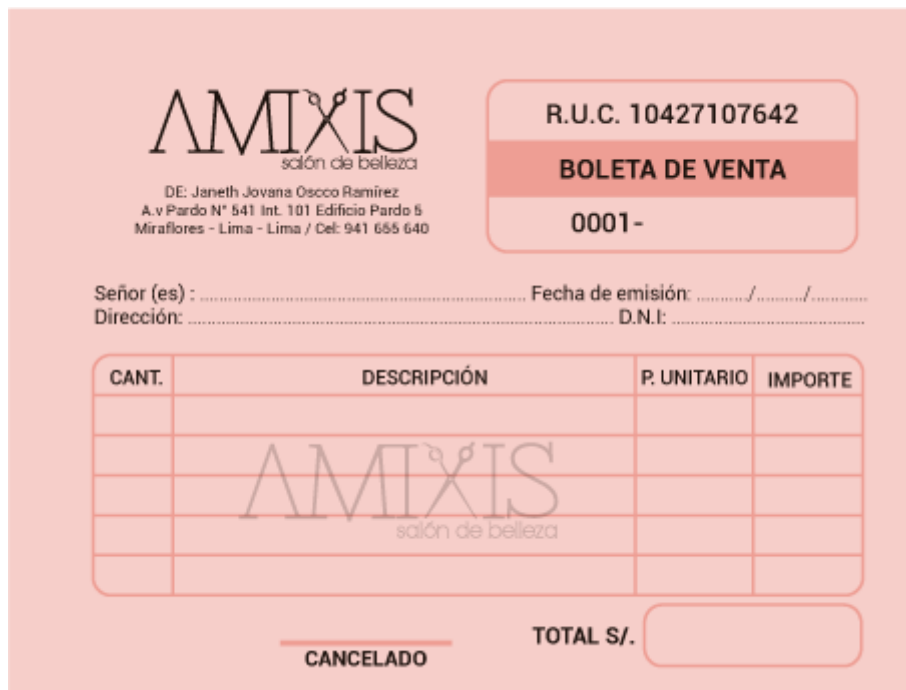 AMIXIS
salón de belleza
DE: Janeth Jovana Oscco Ramírez
A.v Pardo N° 541 Int. 101 Edificio Pardo 5
Miraflores - Lima - Lima / Cel: 941 655 640
R.U.C. 10427107642
BOLETA DE VENTA
0001-
Señor (es) : .......... Fecha de emisión: ........../........../..........
Dirección: .......... D.N.I: ..........
CANT. DESCRIPCIÓN P. UNITARIO IMPORTE
AMIXIS
salón de belleza
TOTAL S/.
CANCELADO